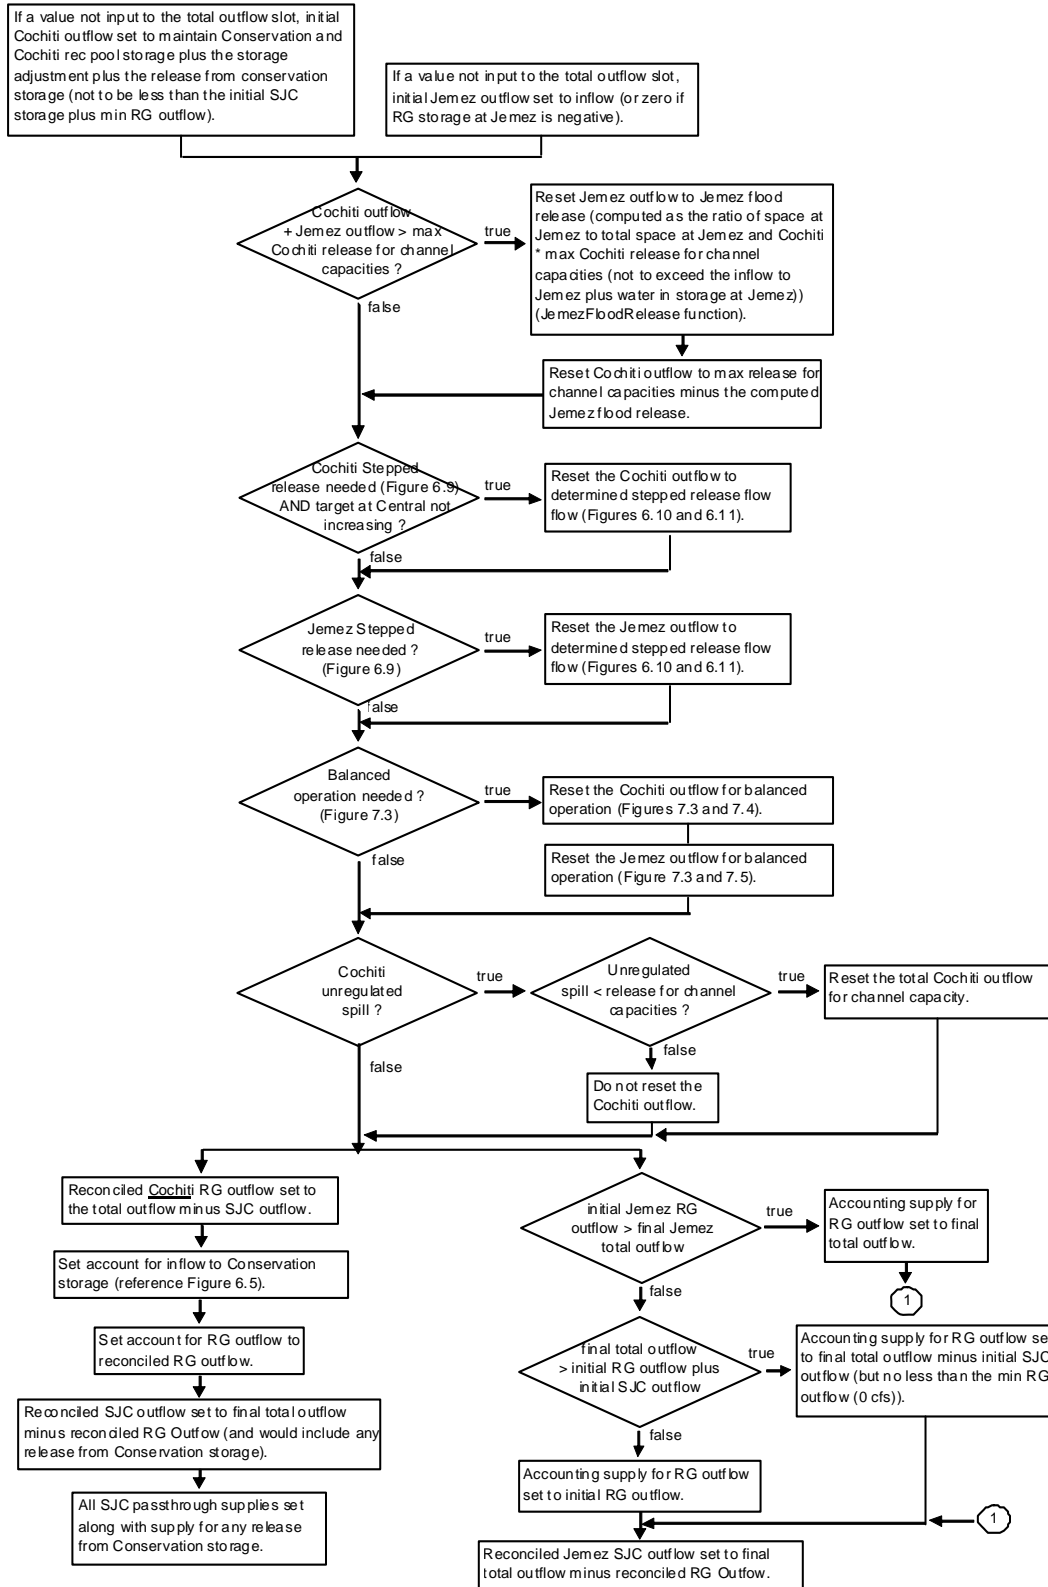 If a value not input to the total outflow slot, initial
Cochiti outflow set to maintain Conservation and
Cochiti rec pool storage plus the storage
adjustment plus the release from conservation
storage (not to be less than the initial SJC
storage plus min RG outflow).
If a value not input to the total outflow slot,
initial Jemez outflow set to inflow (or zero if
RG storage at Jemez is negative).
Cochiti outflow
+ Jemez outflow > max
Cochiti release for channel
capacities ?
true
false
Reset Jemez outflow to Jemez flood
release (computed as the ratio of space at
Jemez to total space at Jemez and Cochiti
* max Cochiti release for channel
capacities (not to exceed the inflow to
Jemez plus water in storage at Jemez))
(JemezFloodRelease function).
Reset Cochiti outflow to max release for
channel capacities minus the computed
Jemez flood release.
Cochiti Stepped
release needed (Figure 6.9)
AND target at Central not
increasing ?
true
false
Reset the Cochiti outflow to
determined stepped release flow
flow (Figures 6.10 and 6.11).
Jemez Stepped
release needed ?
(Figure 6.9)
true
false
Reset the Jemez outflow to
determined stepped release flow
flow (Figures 6.10 and 6.11).
Balanced
operation needed ?
(Figure 7.3)
true
false
Reset the Cochiti outflow for balanced
operation (Figures 7.3 and 7.4).
Reset the Jemez outflow for balanced
operation (Figure 7.3 and 7.5).
Cochiti
unregulated
spill ?
true
false
Unregulated
spill < release for channel
capacities ?
true
false
Reset the total Cochiti outflow
for channel capacity.
Do not reset the
Cochiti outflow.
Reconciled Cochiti RG outflow set to
the total outflow minus SJC outflow.
Set account for inflow to Conservation
storage (reference Figure 6.5).
Set account for RG outflow to
reconciled RG outflow.
Reconciled SJC outflow set to final total outflow
minus reconciled RG Outfow (and would include any
release from Conservation storage).
All SJC passthrough supplies set
along with supply for any release
from Conservation storage.
initial Jemez RG
outflow > final Jemez
total outflow
true
false
Accounting supply for
RG outflow set to final
total outflow.
1
final total outflow
> initial RG outflow plus
initial SJC outflow
true
false
Accounting supply for RG outflow set
to final total outflow minus initial SJC
outflow (but no less than the min RG
outflow (0 cfs)).
Accounting supply for RG outflow
set to initial RG outflow.
1
Reconciled Jemez SJC outflow set to final
total outflow minus reconciled RG Outfow.